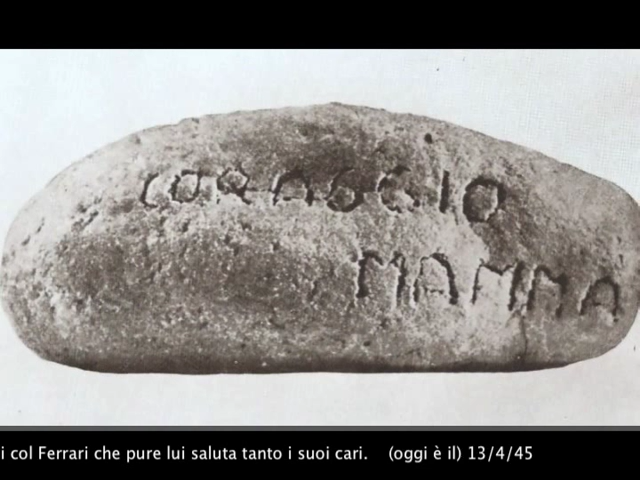 CORAGGIO
MAMMA
i col Ferrari che pure lui saluta tanto i suoi cari. (oggi è il) 13/4/45